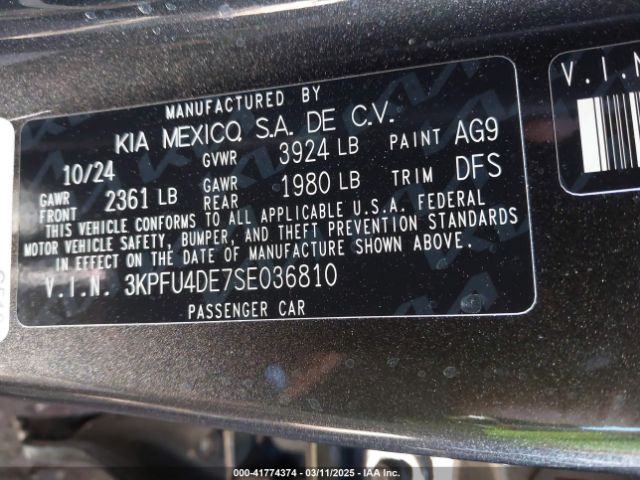 MANUFACTURED BY
KIA MEXICO, S.A. DE C.V.
10/24 GVWR 3924 LB PAINT AG9
GAWR FRONT 2361 LB GAWR REAR 1980 LB TRIM DFS
THIS VEHICLE CONFORMS TO ALL APPLICABLE U.S.A. FEDERAL
MOTOR VEHICLE SAFETY, BUMPER, AND THEFT PREVENTION STANDARDS
IN EFFECT ON THE DATE OF MANUFACTURE SHOWN ABOVE.
V.I.N. 3KPFU4DE7SE036810
PASSENGER CAR
V.I.N
000-41774374 | 03/11/2025 | IAA Inc.